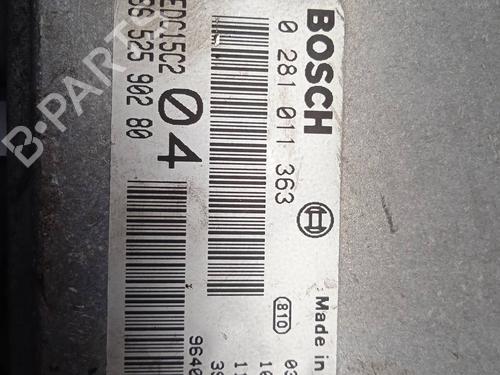 BOSCH
0 281 011 363
EDC15C2
04
96 525 902 80
Made in
810
B-PARTS